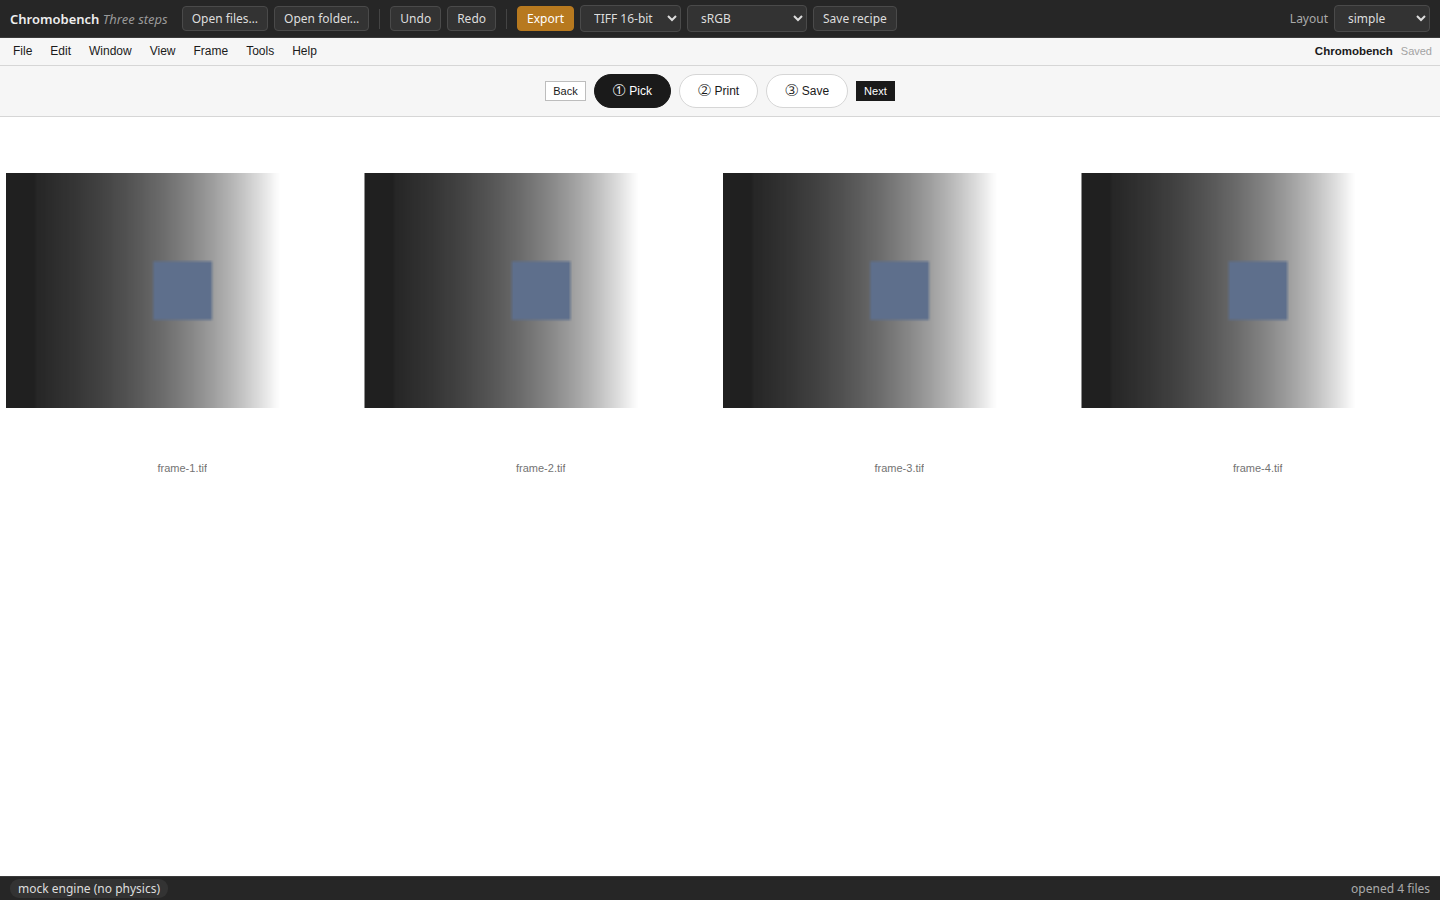 Chromobench Three steps Open files... Open folder... Undo Redo Export TIFF 16-bit sRGB Save recipe Layout simple
File Edit Window View Frame Tools Help Chromobench Saved
Back ① Pick ② Print ③ Save Next
frame-1.tif frame-2.tif frame-3.tif frame-4.tif
mock engine (no physics) opened 4 files